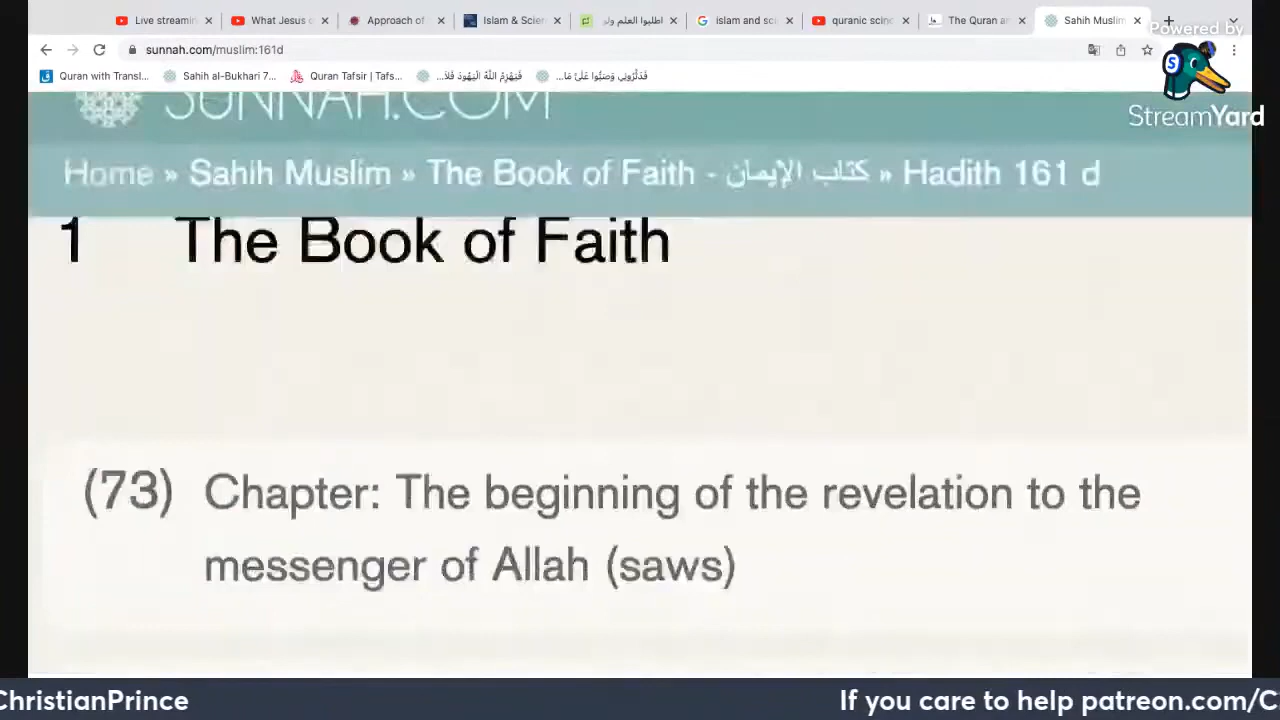 Live streamin
What Jesus c
Approach of
Islam & Scien
اطلبوا العلم ولو
islam and sci
quranic scinc
The Quran a
Sahih Muslim
Powered by
sunnah.com/muslim:161d
Quran with Transl...
Sahih al-Bukhari 7...
Quran Tafsir | Tafs...
StreamYard
SUNNAH.COM
Home » Sahih Muslim » The Book of Faith - كتاب الإيمان » Hadith 161 d
1 The Book of Faith
(73) Chapter: The beginning of the revelation to the
messenger of Allah (saws)
ChristianPrince
If you care to help patreon.com/C